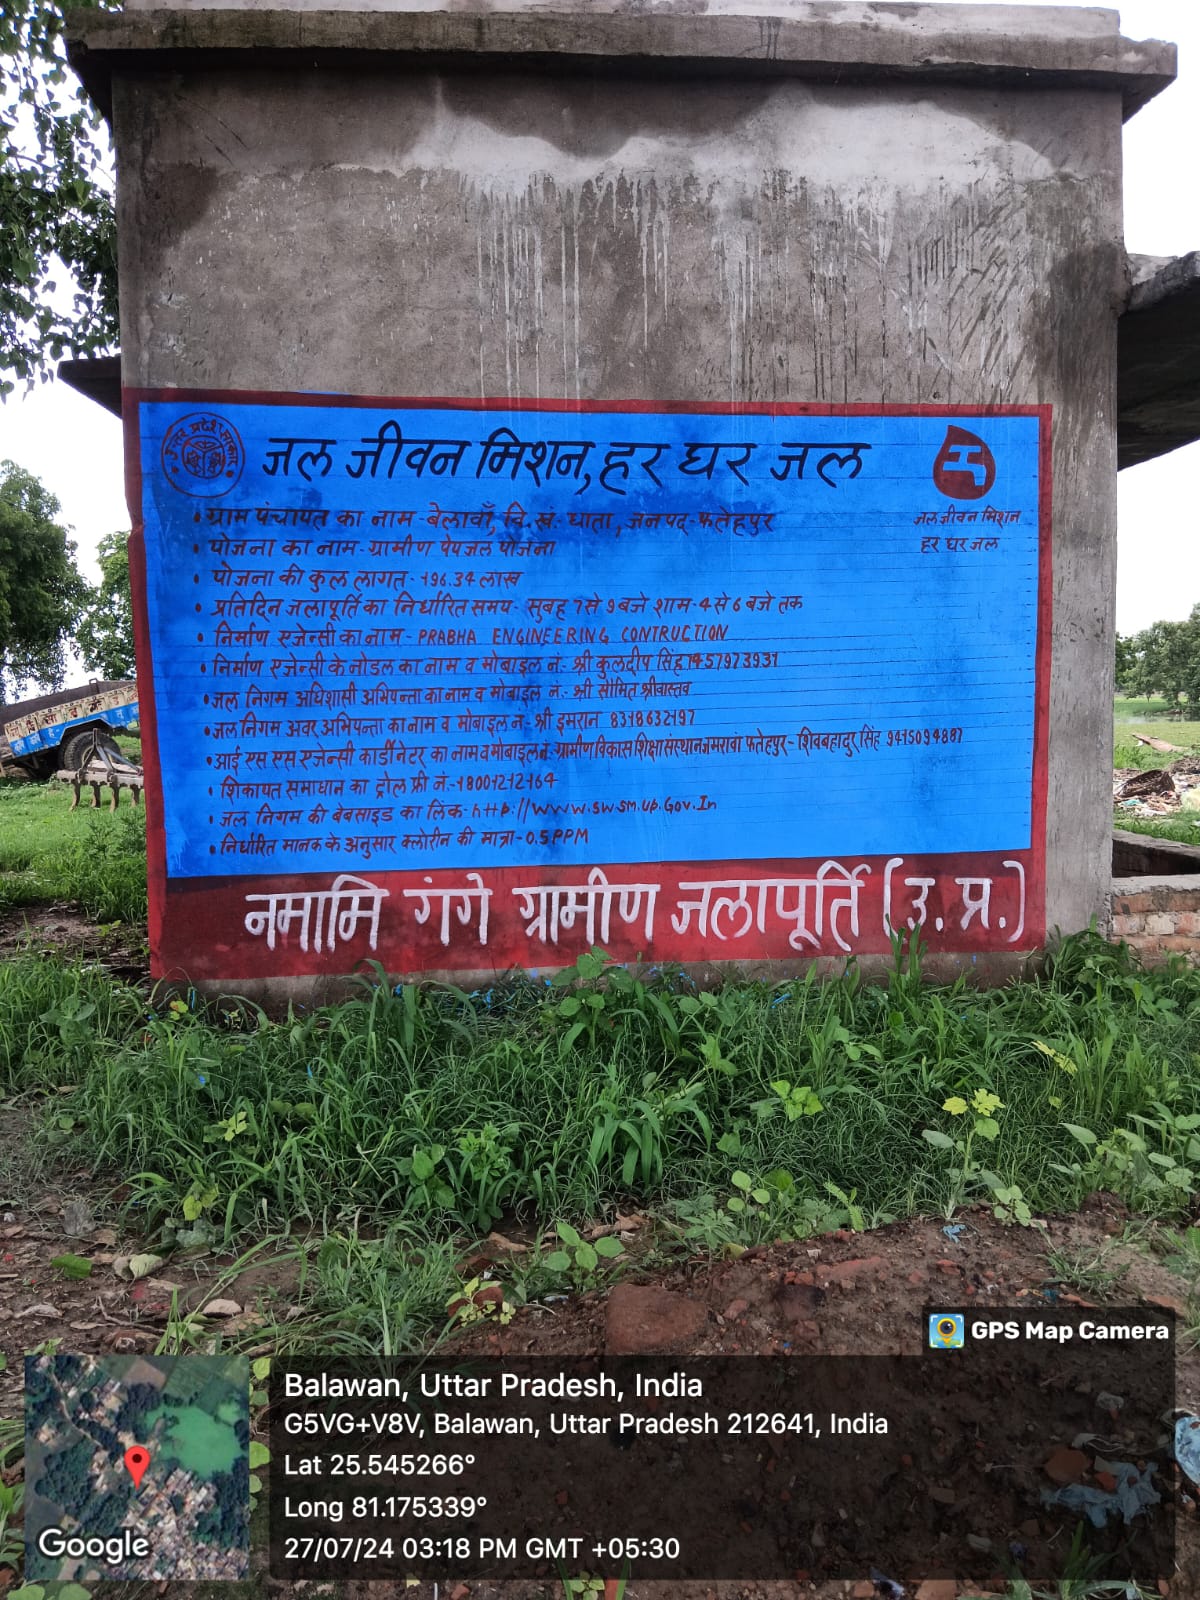 उत्तर प्रदेश सरकार
जल जीवन मिशन, हर घर जल
जल जीवन मिशन
हर घर जल
• ग्राम पंचायत का नाम - बेलावाँ, वि. खं. धाता, जनपद - फतेहपुर
• योजना का नाम - ग्रामीण पेयजल योजना
• योजना की कुल लागत - 196.34 लाख
• प्रतिदिन जलापूर्ति का निर्धारित समय - सुबह 7 से 9 बजे शाम - 4 से 6 बजे तक
• निर्माण एजेन्सी का नाम - PRABHA ENGINEERING CONTRUCTION
• निर्माण एजेन्सी के नोडल का नाम व मोबाइल नं. - श्री कुलदीप सिंह
• जल निगम अधिशासी अभियन्ता का नाम व मोबाइल नं. - श्री सौमित श्रीवास्तव
• जल निगम अवर अभियन्ता का नाम व मोबाइल नं. - श्री इमरान 8318632197
• आई एस एस एजेन्सी कार्डीनेटर का नाम व मोबाइल नं. ग्रामीण विकास शिक्षा संस्थान जमरावां फतेहपुर - शिवबहादुर सिंह 9415094887
• शिकायत समाधान का ट्रोल फ्री नं. - 18001212164
• जल निगम की बेबसाइड का लिंक - http://www.swsm.up.Gov.In
• निर्धारित मानक के अनुसार क्लोरीन की मात्रा - 0.5 PPM
नमामि गंगे ग्रामीण जलापूर्ति (उ. प्र.)
GPS Map Camera
Balawan, Uttar Pradesh, India
G5VG+V8V, Balawan, Uttar Pradesh 212641, India
Lat 25.545266°
Long 81.175339°
27/07/24 03:18 PM GMT +05:30
Google